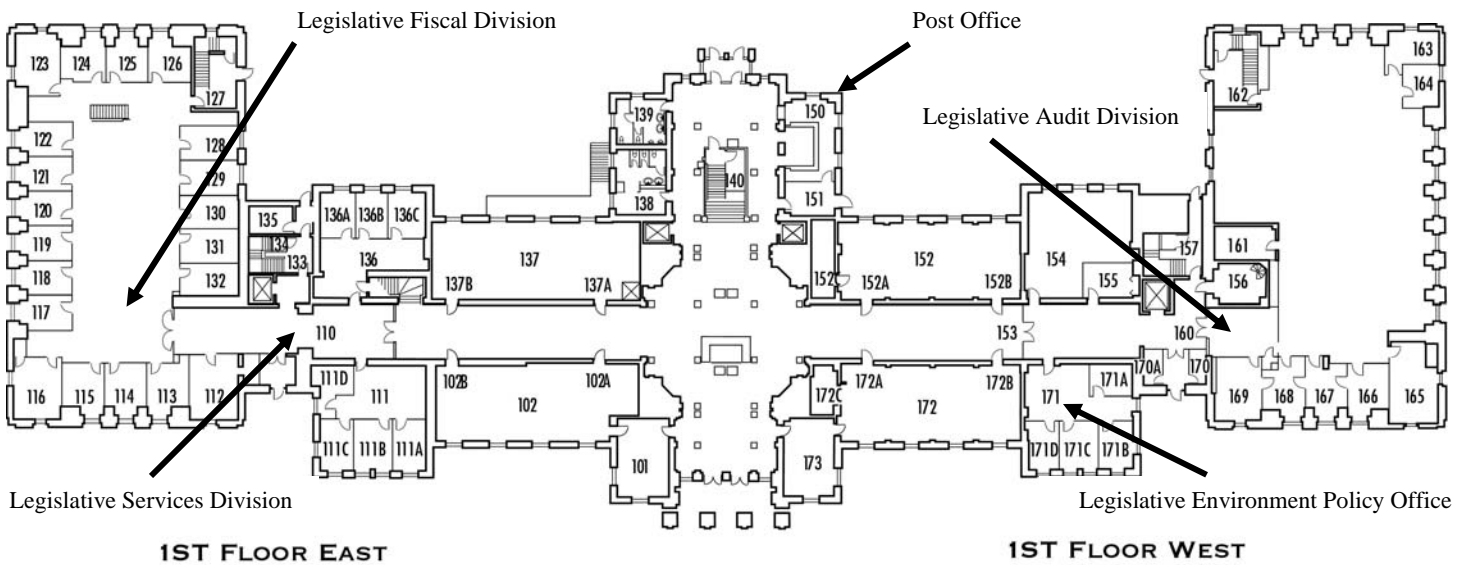 Legislative Fiscal Division
Post Office
Legislative Audit Division
123
124
125
126
127
122
128
121
129
120
130
119
131
118
132
117
116
115
114
113
112
135
134
133
110
136A
136B
136C
136
137
137B
137A
139
138
140
150
151
111D
111
111C
111B
111A
102B
102A
102
101
152
152A
152
152B
153
154
155
157
160
161
156
162
163
164
172A
172B
172C
172
173
171
171A
171D
171C
171B
170A
170
169
168
167
166
165
Legislative Services Division
Legislative Environment Policy Office
1ST FLOOR EAST
1ST FLOOR WEST